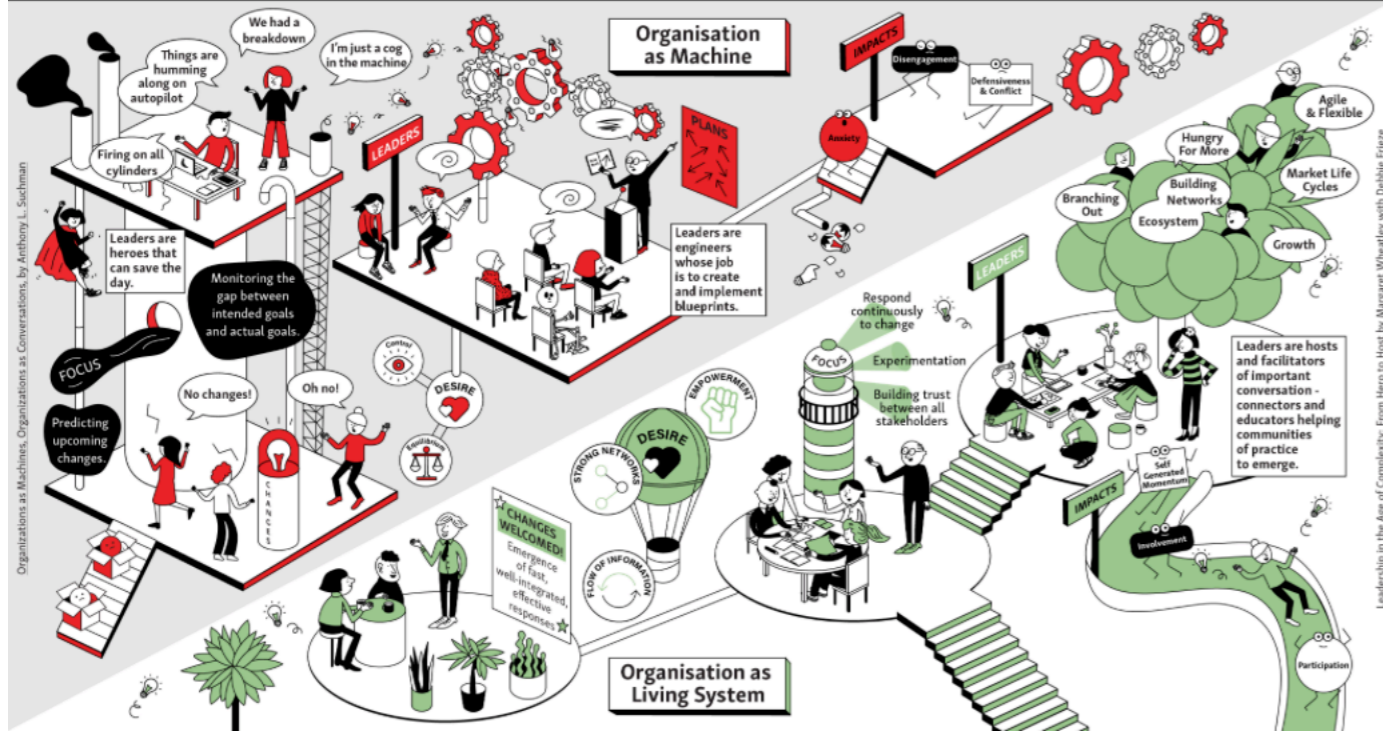 Organisation
as Machine
We had a
breakdown
Things are
humming
along on
autopilot
I'm just a cog
in the machine
Firing on all
cylinders
Leaders are
heroes that
can save the
day.
Monitoring the
gap between
intended goals
and actual goals.
FOCUS
Predicting
upcoming
changes.
No changes!
Oh no!
CHANGES
LEADERS
PLANS
Leaders are
engineers
whose job
is to create
and implement
blueprints.
Control
DESIRE
Equilibrium
IMPACTS
Anxiety
Disengagement
Defensiveness
& Conflict
Organizations as Machines, Organizations as Conversations, by Anthony L. Suchman
Organisation as
Living System
CHANGES
WELCOMED!
Emergence
of fast,
well-integrated,
effective
responses
EMPOWERMENT
DESIRE
STRONG NETWORKS
FLOW OF INFORMATION
FOCUS
Respond
continuously
to change
Experimentation
Building trust
between all
stakeholders
LEADERS
Leaders are hosts
and facilitators
of important
conversation -
connectors and
educators helping
communities
of practice
to emerge.
Branching
Out
Hungry
For More
Building
Networks
Ecosystem
Agile
& Flexible
Market Life
Cycles
Growth
IMPACTS
Self
Generated
Momentum
Involvement
Participation
Leadership in the Age of Complexity: From Hero to Host by Margaret Wheatley with Debbie Frieze